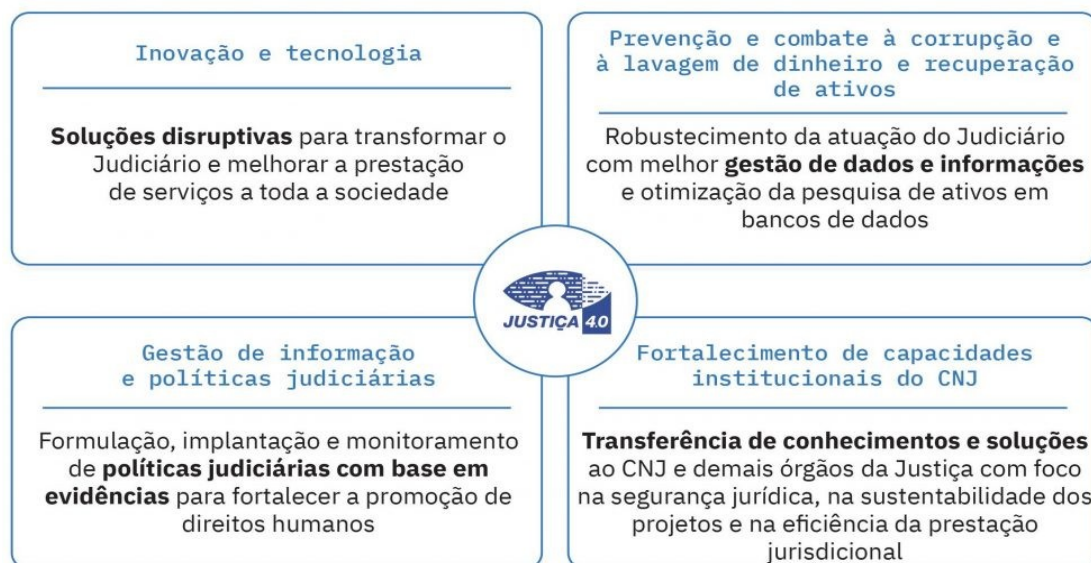 Inovação e tecnologia
Soluções disruptivas para transformar o
Judiciário e melhorar a prestação
de serviços a toda a sociedade
Prevenção e combate à corrupção e
à lavagem de dinheiro e recuperação
de ativos
Robustecimento da atuação do Judiciário
com melhor gestão de dados e informações
e otimização da pesquisa de ativos em
bancos de dados
JUSTIÇA 4.0
Gestão de informação
e políticas judiciárias
Formulação, implantação e monitoramento
de políticas judiciárias com base em
evidências para fortalecer a promoção de
direitos humanos
Fortalecimento de capacidades
institucionais do CNJ
Transferência de conhecimentos e soluções
ao CNJ e demais órgãos da Justiça com foco
na segurança jurídica, na sustentabilidade dos
projetos e na eficiência da prestação
jurisdicional